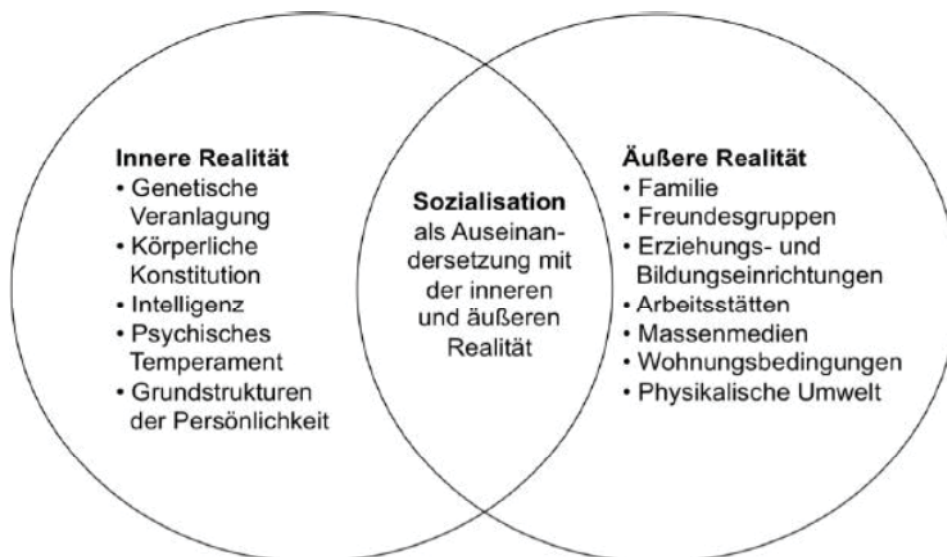 Innere Realität
• Genetische
Veranlagung
• Körperliche
Konstitution
• Intelligenz
• Psychisches
Temperament
• Grundstrukturen
der Persönlichkeit
Sozialisation
als Auseinan-
dersetzung mit
der inneren
und äußeren
Realität
Äußere Realität
• Familie
• Freundesgruppen
• Erziehungs- und
Bildungseinrichtungen
• Arbeitsstätten
• Massenmedien
• Wohnungsbedingungen
• Physikalische Umwelt